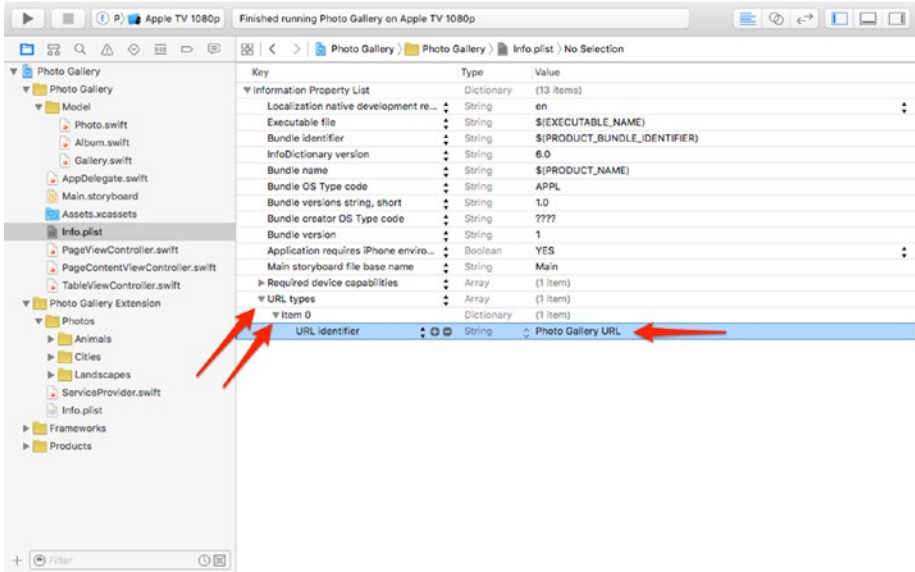 P) Apple TV 1080p
Finished running Photo Gallery on Apple TV 1080p
Photo Gallery
Photo Gallery
Info.plist
No Selection
Photo Gallery
Photo Gallery
Model
Photo.swift
Album.swift
Gallery.swift
AppDelegate.swift
Main.storyboard
Assets.xcassets
Info.plist
PageViewController.swift
PageContentViewController.swift
TableViewController.swift
Photo Gallery Extension
Photos
Animals
Cities
Landscapes
ServiceProvider.swift
Info.plist
Frameworks
Products
Filter
Key Type Value
Information Property List Dictionary (13 items)
Localization native development re... String en
Executable file String $(EXECUTABLE_NAME)
Bundle identifier String $(PRODUCT_BUNDLE_IDENTIFIER)
InfoDictionary version String 6.0
Bundle name String $(PRODUCT_NAME)
Bundle OS Type code String APPL
Bundle versions string, short String 1.0
Bundle creator OS Type code String ????
Bundle version String 1
Application requires iPhone enviro... Boolean YES
Main storyboard file base name String Main
Required device capabilities Array (1 item)
URL types Array (1 item)
Item 0 Dictionary (1 item)
URL identifier String Photo Gallery URL